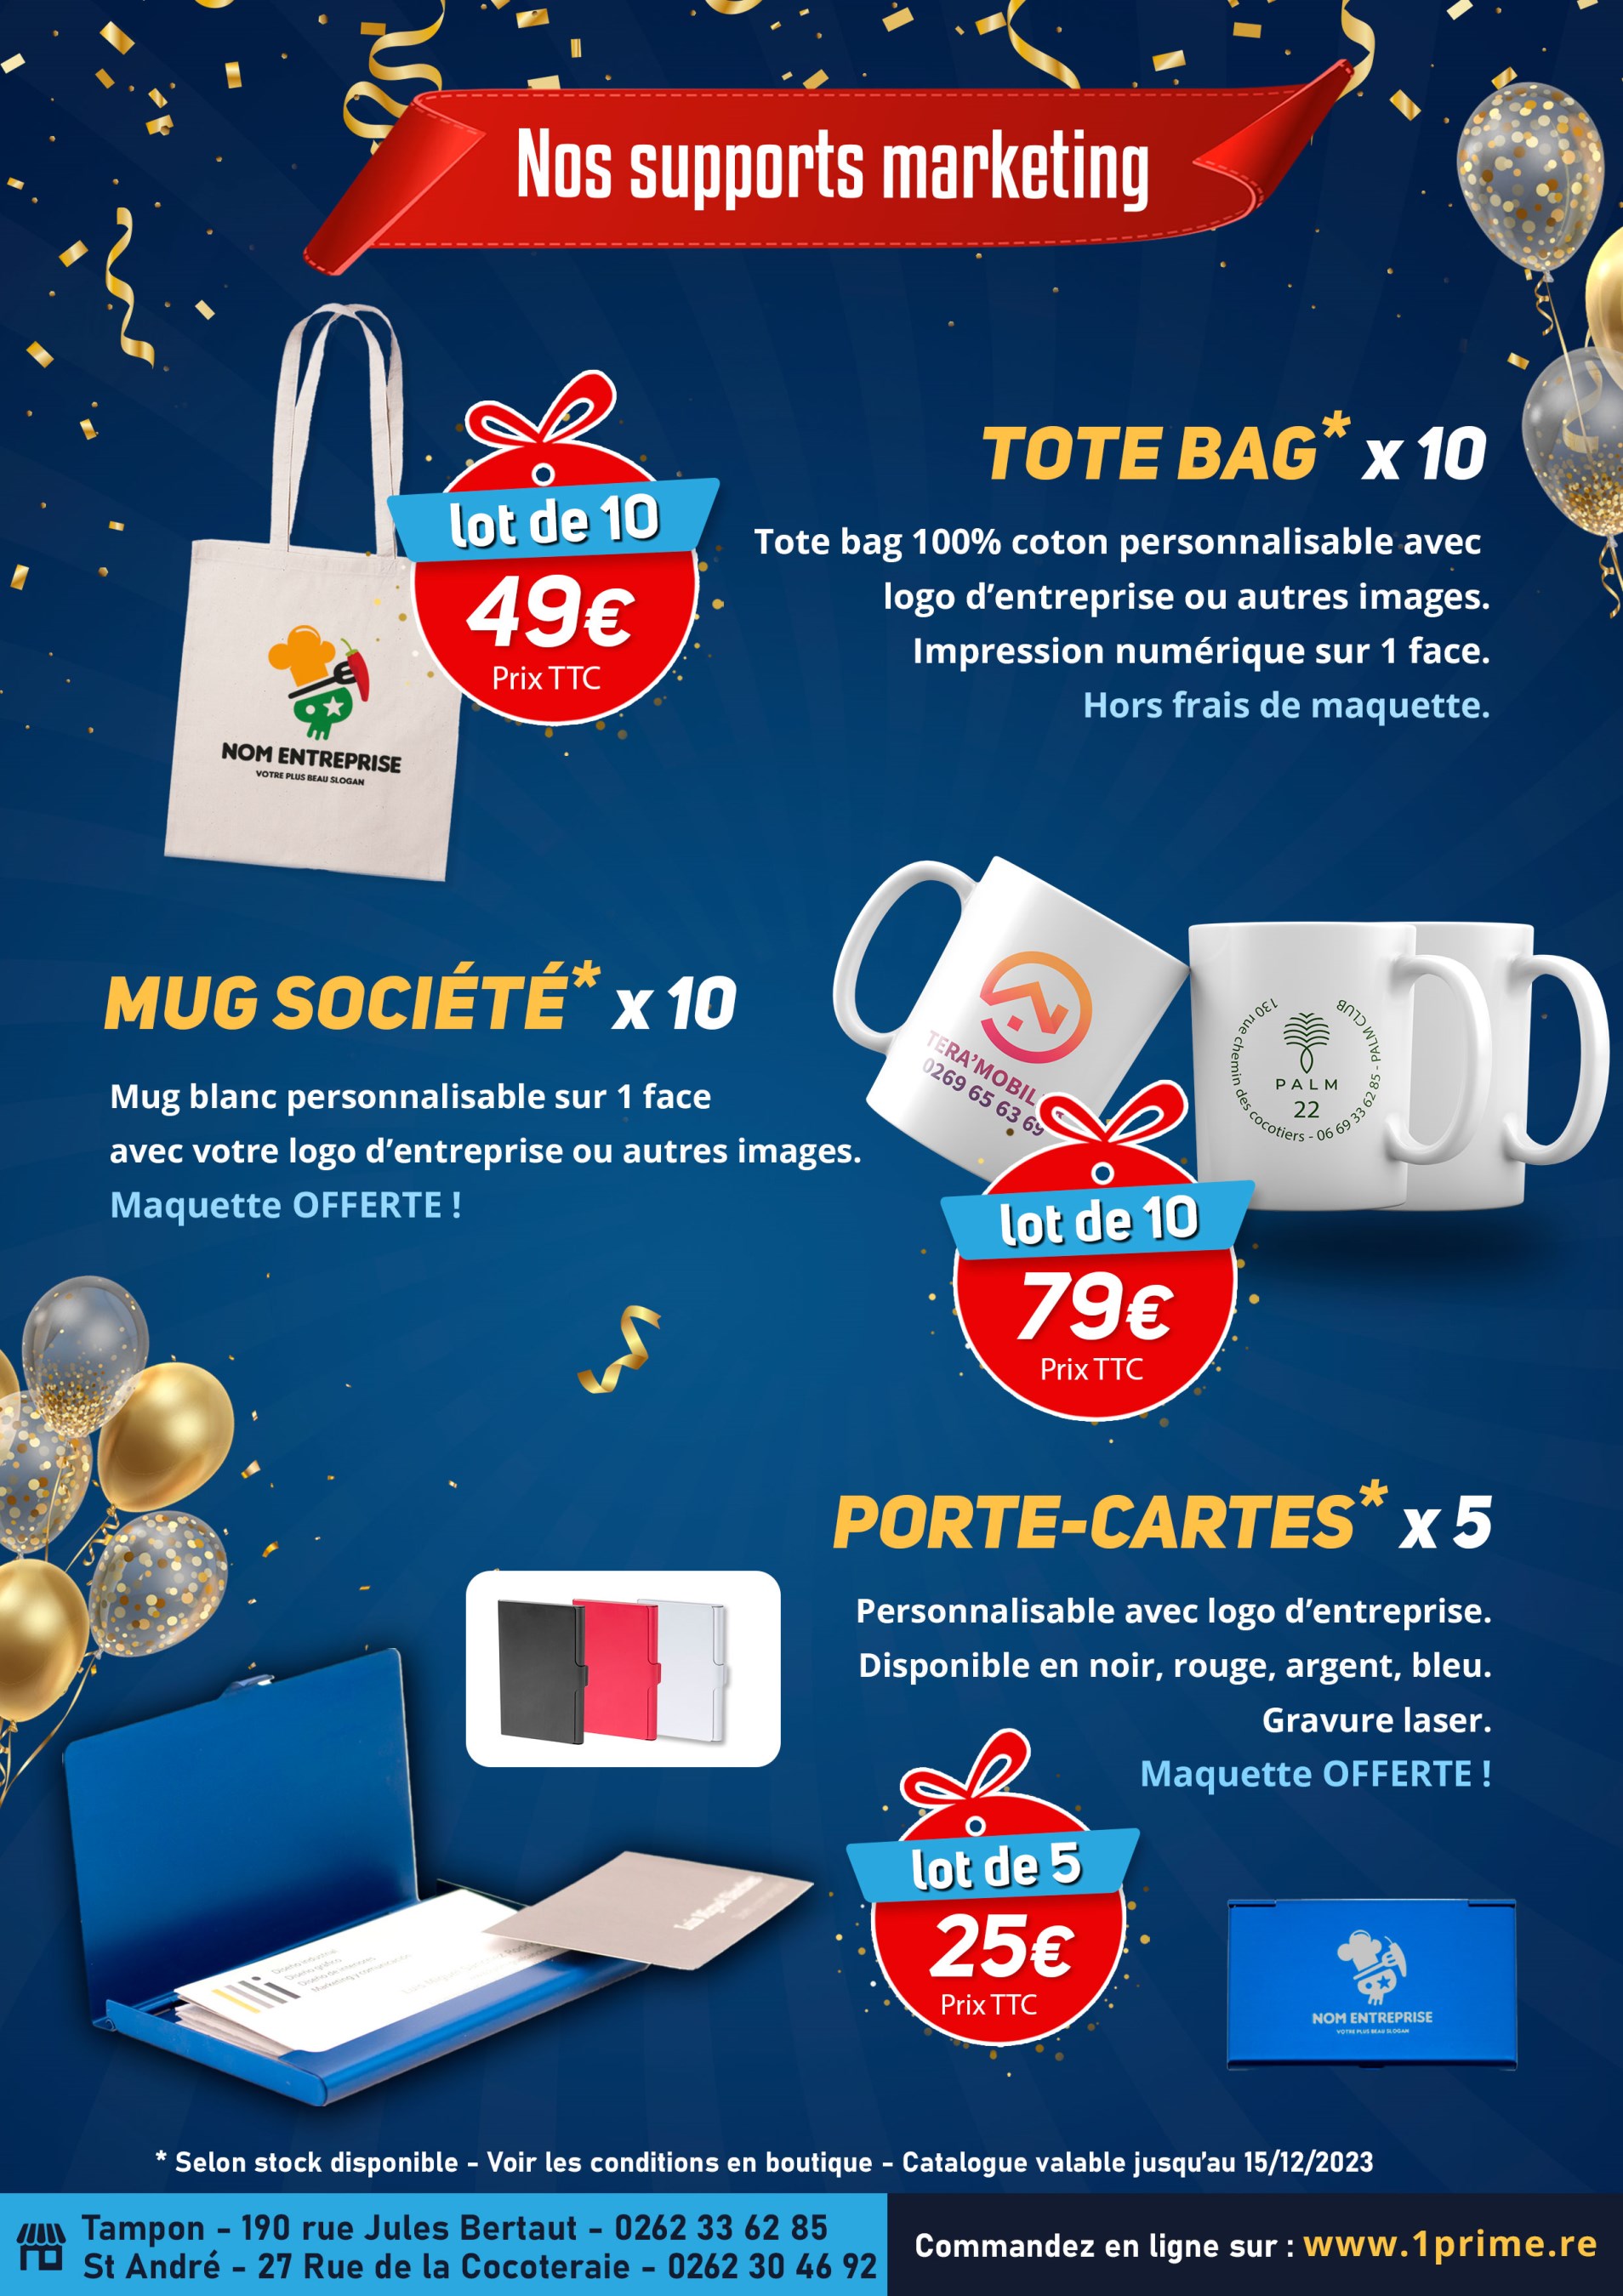 Nos supports marketing
TOTE BAG* x 10
lot de 10
49€
Prix TTC
Tote bag 100% coton personnalisable avec
logo d’entreprise ou autres images.
Impression numérique sur 1 face.
Hors frais de maquette.
NOM ENTREPRISE
VOTRE PLUS BEAU SLOGAN
MUG SOCIÉTÉ* x 10
Mug blanc personnalisable sur 1 face
avec votre logo d’entreprise ou autres images.
Maquette OFFERTE !
0269 65 63 69
130 rue chemin des cocotiers - 06 69 33 62 85 - PALM CLUB
PALM
22
lot de 10
79€
Prix TTC
PORTE-CARTES* x 5
Personnalisable avec logo d’entreprise.
Disponible en noir, rouge, argent, bleu.
Gravure laser.
Maquette OFFERTE !
lot de 5
25€
Prix TTC
NOM ENTREPRISE
VOTRE PLUS BEAU SLOGAN
* Selon stock disponible - Voir les conditions en boutique - Catalogue valable jusqu’au 15/12/2023
Tampon - 190 rue Jules Bertaut - 0262 33 62 85
St André - 27 Rue de la Cocoteraie - 0262 30 46 92
Commandez en ligne sur : www.1prime.re